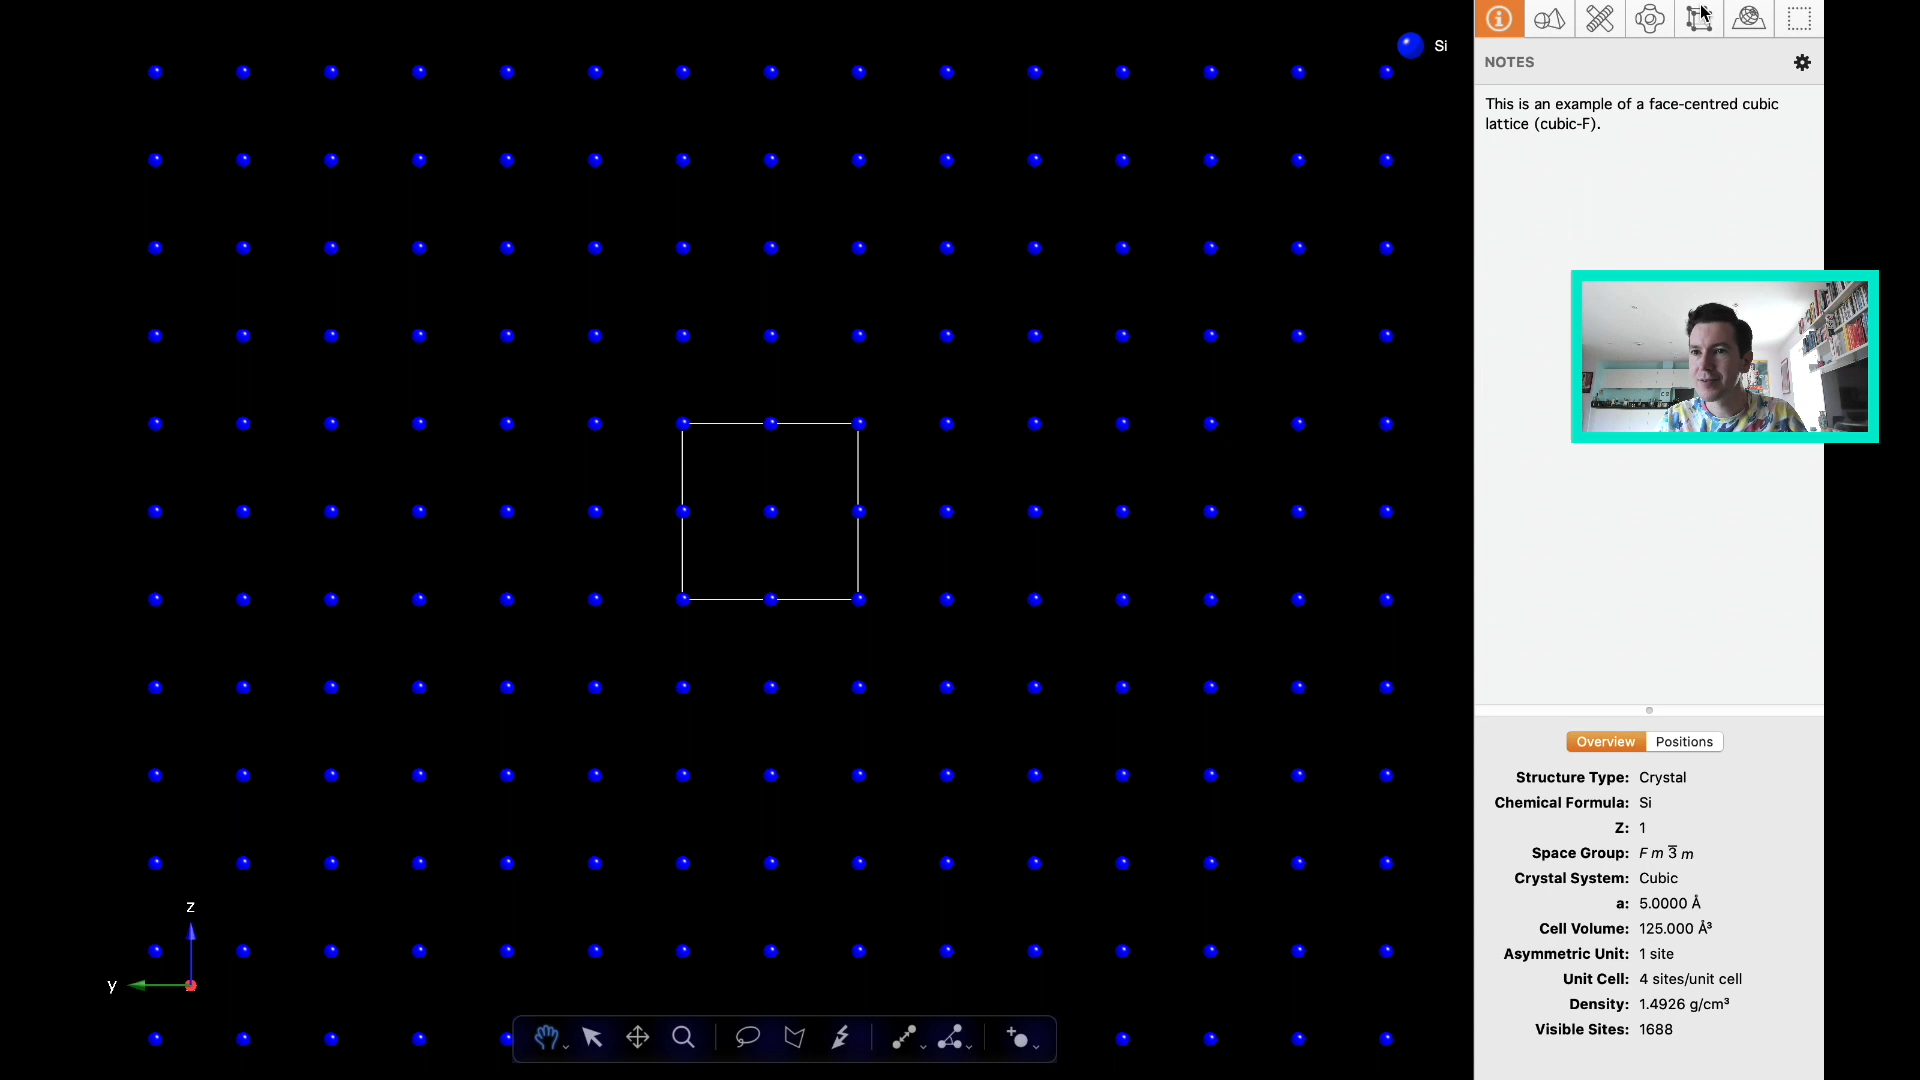 Si
NOTES
This is an example of a face-centred cubic
lattice (cubic-F).
Overview Positions
Structure Type: Crystal
Chemical Formula: Si
Z: 1
Space Group: F m 3̅ m
Crystal System: Cubic
a: 5.0000 Å
Cell Volume: 125.000 Å³
Asymmetric Unit: 1 site
Unit Cell: 4 sites/unit cell
Density: 1.4926 g/cm³
Visible Sites: 1688
z
y